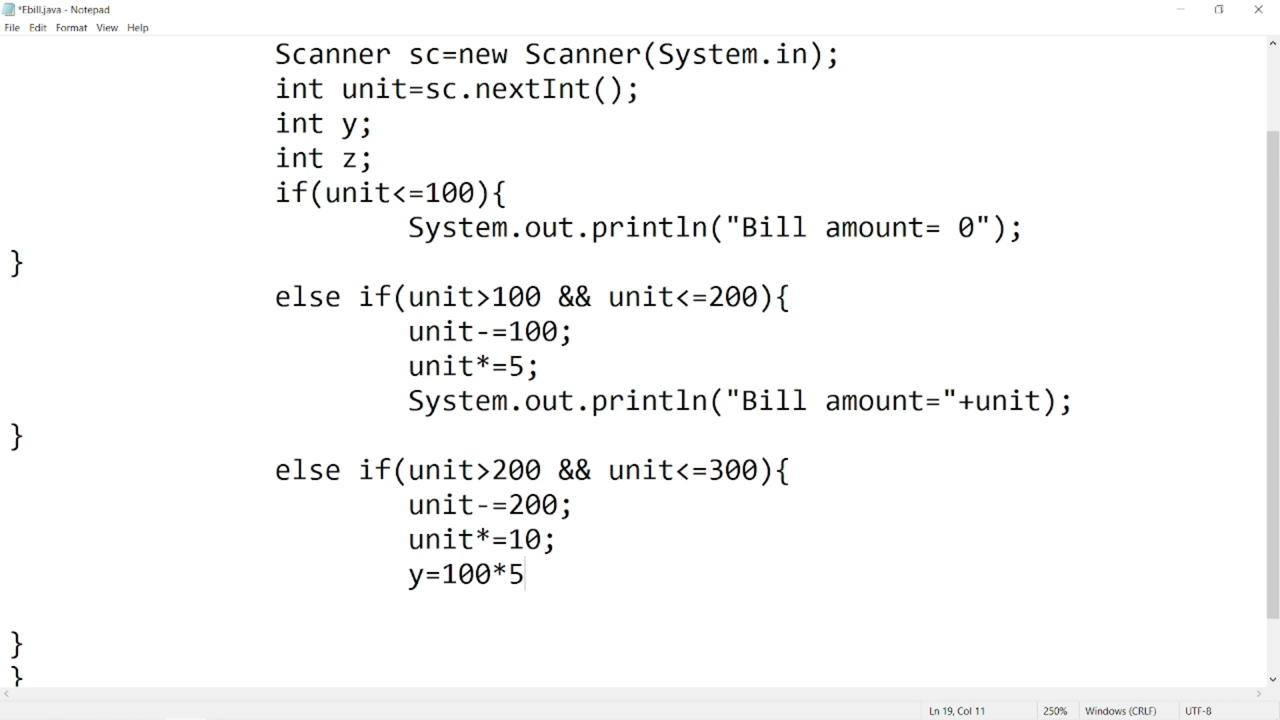 *Ebill.java - Notepad
File Edit Format View Help
Scanner sc=new Scanner(System.in);
int unit=sc.nextInt();
int y;
int z;
if(unit<=100){
System.out.println("Bill amount= 0");
}
else if(unit>100 && unit<=200){
unit-=100;
unit*=5;
System.out.println("Bill amount="+unit);
}
else if(unit>200 && unit<=300){
unit-=200;
unit*=10;
y=100*5
}
}
Ln 19, Col 11 250% Windows (CRLF) UTF-8